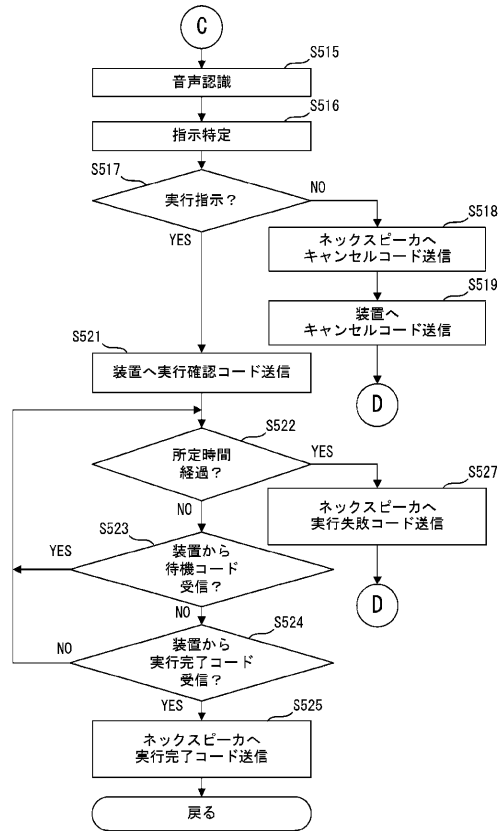 C
S515
音声認識
S516
指示特定
S517
実行指示?
NO
YES
S518
ネックスピーカへ
キャンセルコード送信
S519
装置へ
キャンセルコード送信
D
S521
装置へ実行確認コード送信
S522
所定時間
経過?
YES
NO
S527
ネックスピーカへ
実行失敗コード送信
D
S523
装置から
待機コード
受信?
YES
NO
S524
装置から
実行完了コード
受信?
NO
YES
S525
ネックスピーカへ
実行完了コード送信
戻る